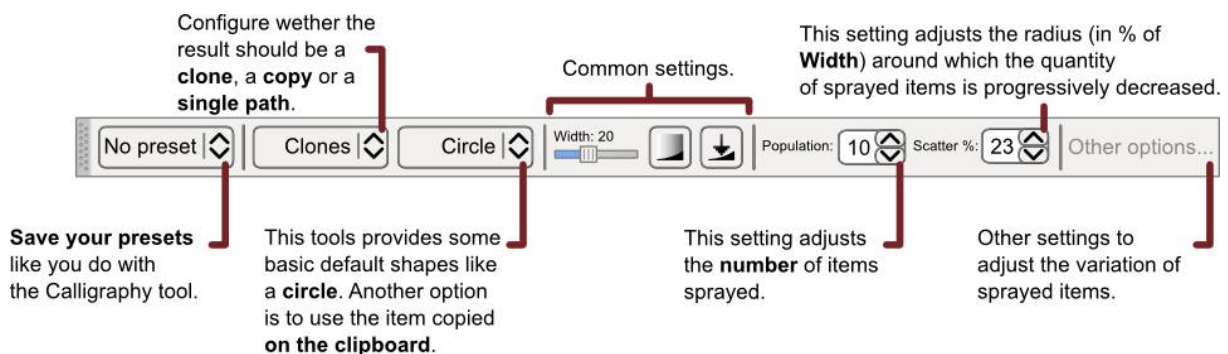 Configure wether the
result should be a
clone, a copy or a
single path.
Common settings.
This setting adjusts the radius (in % of
Width) around which the quantity
of sprayed items is progressively decreased.
No preset
Clones
Circle
Width: 20
Population: 10
Scatter %: 23
Other options...
Save your presets
like you do with
the Calligraphy tool.
This tools provides some
basic default shapes like
a circle. Another option
is to use the item copied
on the clipboard.
This setting adjusts
the number of items
sprayed.
Other settings to
adjust the variation of
sprayed items.